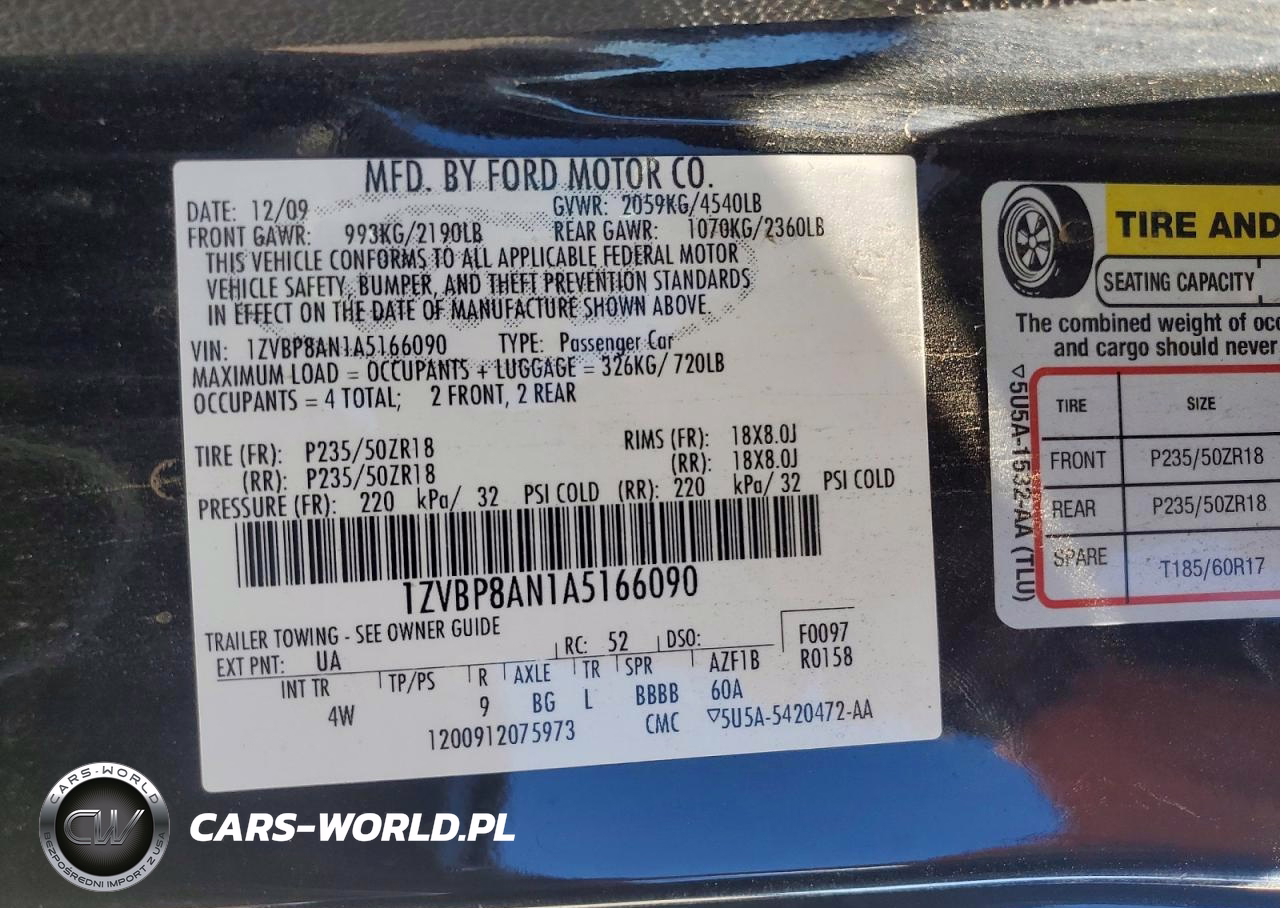 MFD. BY FORD MOTOR CO.
DATE: 12/09 GVWR: 2059KG/4540LB
FRONT GAWR: 993KG/2190LB REAR GAWR: 1070KG/2360LB
THIS VEHICLE CONFORMS TO ALL APPLICABLE FEDERAL MOTOR
VEHICLE SAFETY, BUMPER, AND THEFT PREVENTION STANDARDS
IN EFFECT ON THE DATE OF MANUFACTURE SHOWN ABOVE.
VIN: 1ZVBP8AN1A5166090 TYPE: Passenger Car
MAXIMUM LOAD = OCCUPANTS + LUGGAGE = 326KG/ 720LB
OCCUPANTS = 4 TOTAL; 2 FRONT, 2 REAR
TIRE (FR): P235/50ZR18 RIMS (FR): 18X8.0J
(RR): P235/50ZR18 (RR): 18X8.0J
PRESSURE (FR): 220 kPa/ 32 PSI COLD (RR): 220 kPa/ 32 PSI COLD
1ZVBP8AN1A5166090
TRAILER TOWING - SEE OWNER GUIDE
EXT PNT: UA RC: 52 DSO: F0097
R0158
INT TR TP/PS R AXLE TR SPR AZF1B
4W 9 BG L BBBB 60A
1200912075973 CMC ▽5U5A-5420472-AA
TIRE AND
SEATING CAPACITY
The combined weight of occ
and cargo should never
▽5U5A-1532-AA (TLU)
TIRE SIZE
FRONT P235/50ZR18
REAR P235/50ZR18
SPARE T185/60R17
CARS-WORLD
CW
BEZPOŚREDNI IMPORT Z USA
CARS-WORLD.PL